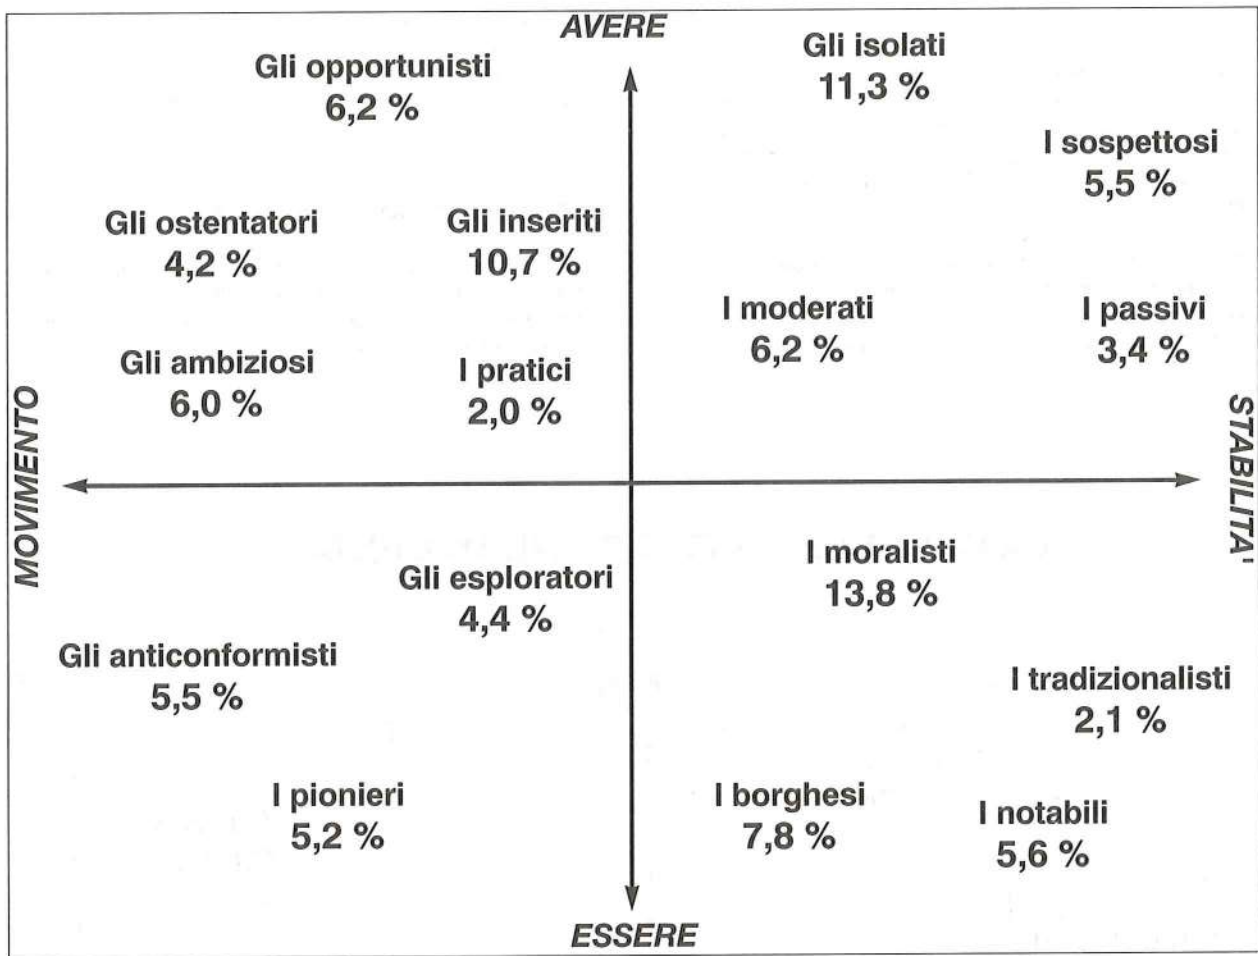 AVERE
Gli opportunisti
6,2 %
Gli isolati
11,3 %
I sospettosi
5,5 %
Gli ostentatori
4,2 %
Gli inseriti
10,7 %
I moderati
6,2 %
I passivi
3,4 %
Gli ambiziosi
6,0 %
I pratici
2,0 %
MOVIMENTO
STABILITA'
Gli esploratori
4,4 %
I moralisti
13,8 %
Gli anticonformisti
5,5 %
I tradizionalisti
2,1 %
I pionieri
5,2 %
I borghesi
7,8 %
I notabili
5,6 %
ESSERE